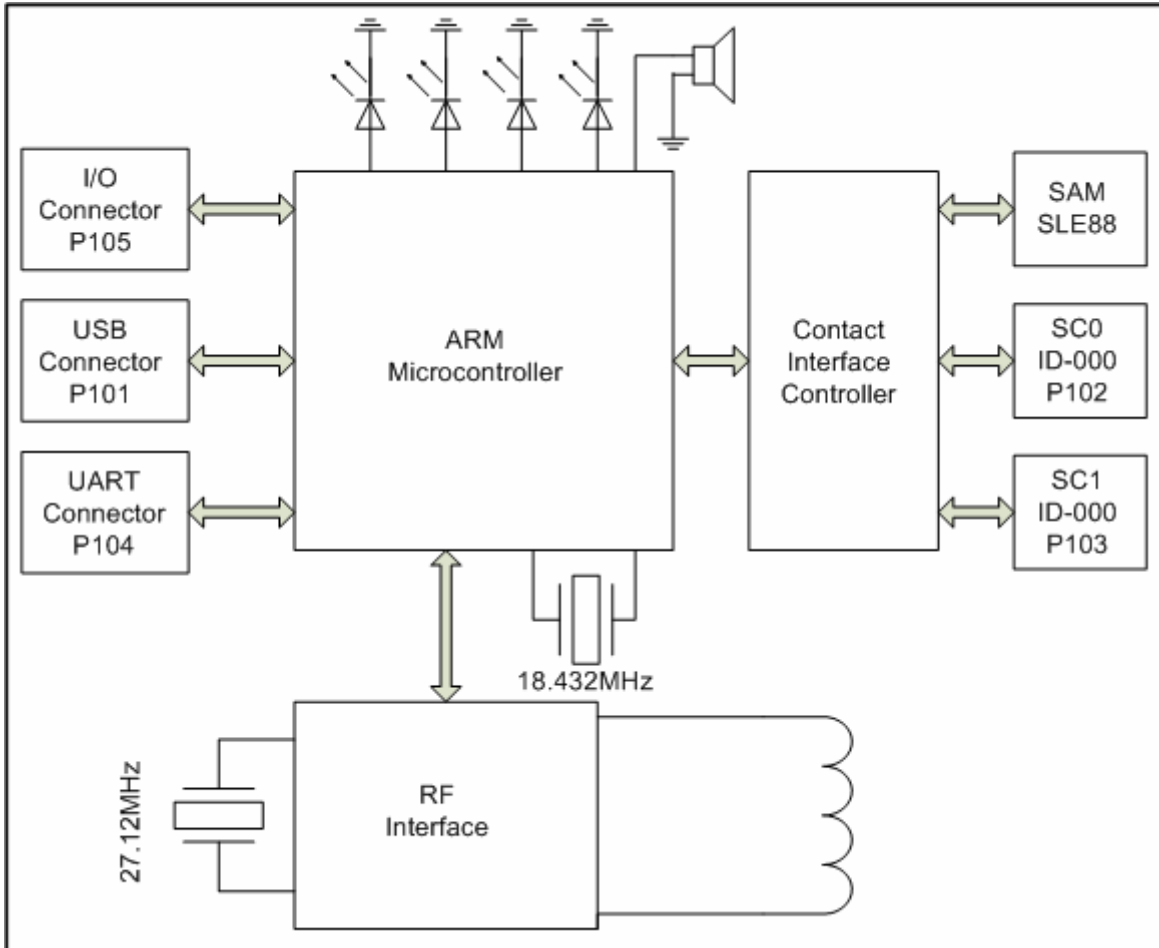 I/O
Connector
P105
USB
Connector
P101
UART
Connector
P104
ARM
Microcontroller
Contact
Interface
Controller
SAM
SLE88
SC0
ID-000
P102
SC1
ID-000
P103
18.432MHz
27.12MHz
RF
Interface